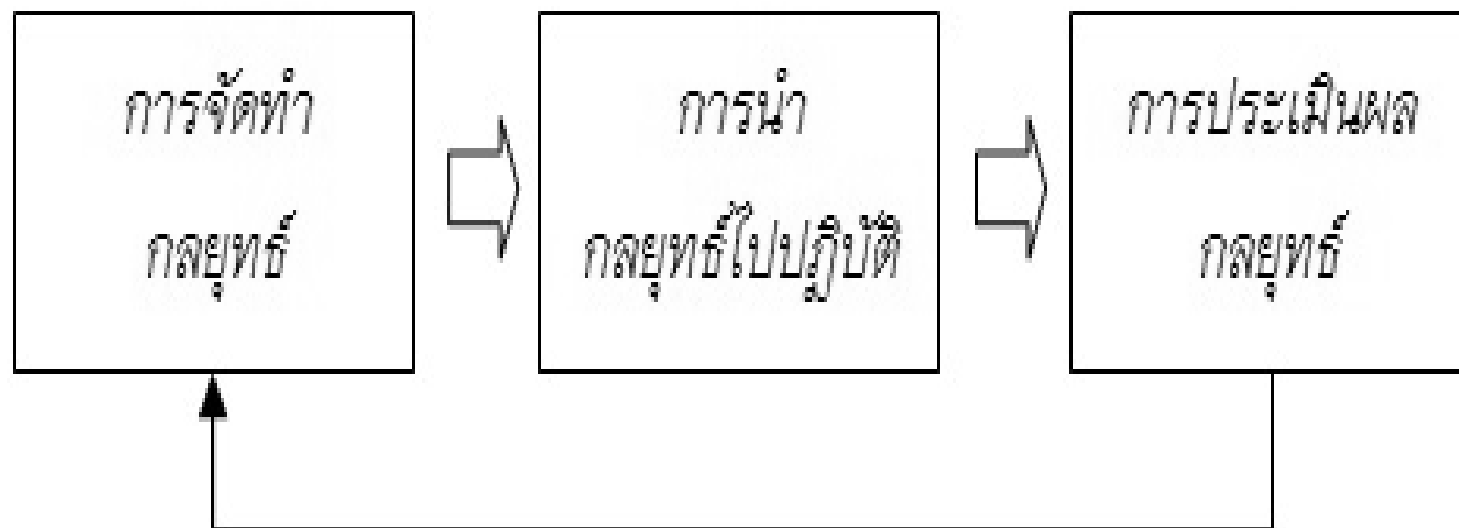 การจัดทำ
กลยุทธ์
การนำ
กลยุทธ์ไปปฏิบัติ
การประเมินผล
กลยุทธ์